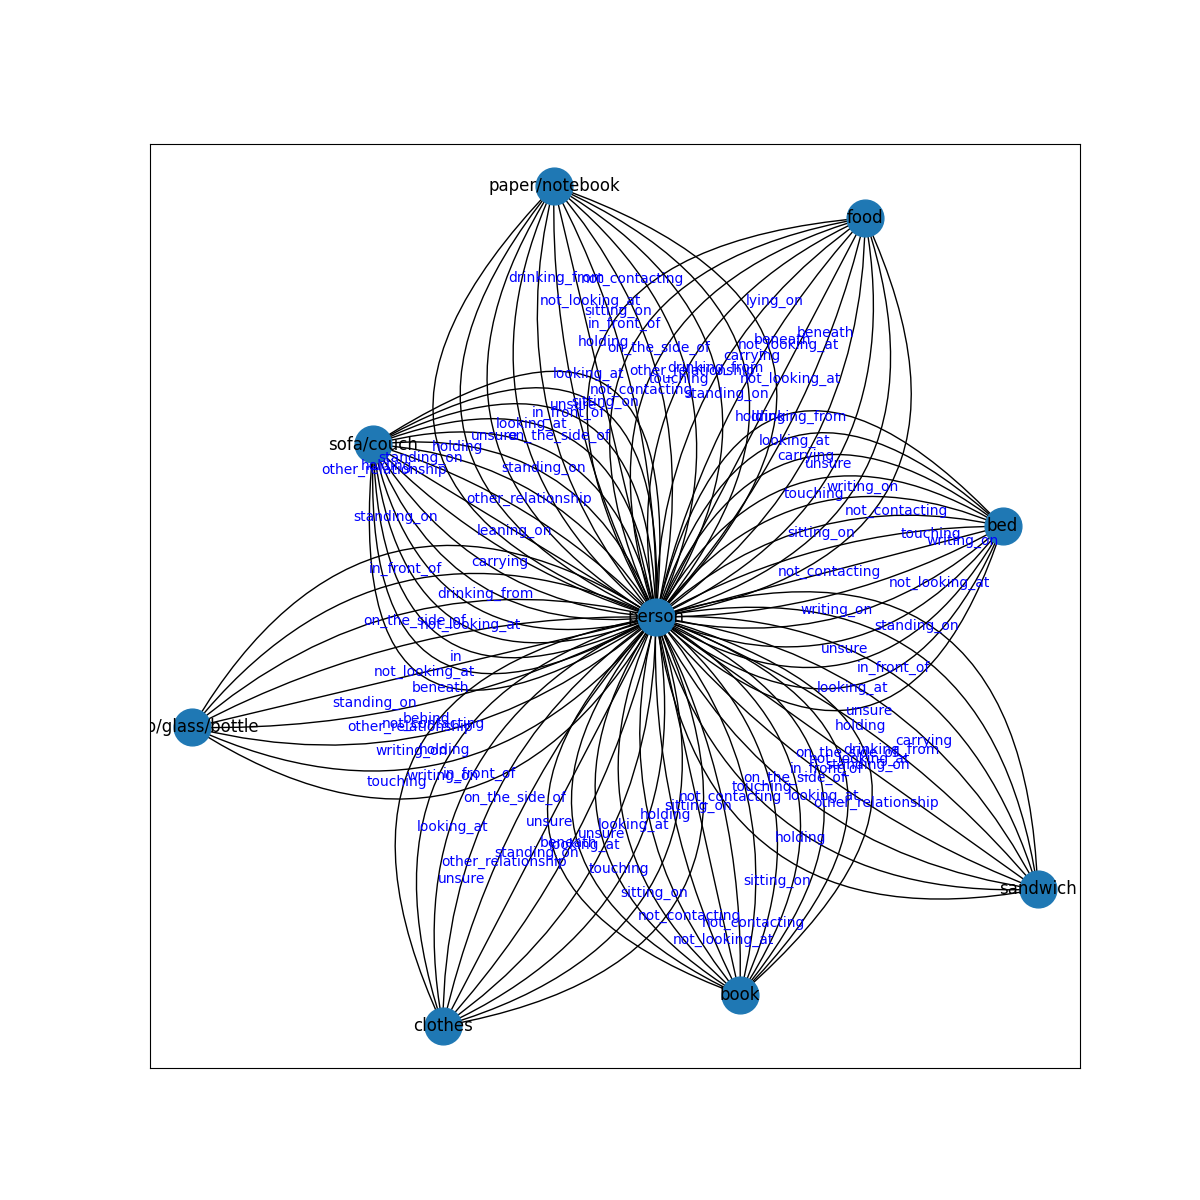 paper/notebook
food
drinking_from
not_contacting
not_looking_at
lying_on
sitting_on
in_front_of
beneath
holding
beneath
not_looking_at
on_the_side_of
carrying
looking_at
other_relationship
drinking_from
touching
not_looking_at
not_contacting
standing_on
sitting_on
unsure
in_front_of
holding
drinking_from
looking_at
unsure
on_the_side_of
looking_at
sofa/couch
holding
standing_on
carrying
unsure
holding
other_relationship
standing_on
writing_on
touching
other_relationship
standing_on
not_contacting
leaning_on
sitting_on
bed
touching
writing_on
carrying
in_front_of
not_contacting
not_looking_at
drinking_from
writing_on
person
on_the_side_of
not_looking_at
standing_on
unsure
in
in_front_of
not_looking_at
beneath
looking_at
standing_on
unsure
behind
not_contacting
other_relationship
holding
o/glass/bottle
carrying
writing_on
holding
on_the_side_of
drinking_from
not_looking_at
standing_on
in_front_of
writing_on
in_front_of
on_the_side_of
touching
touching
on_the_side_of
not_contacting
looking_at
other_relationship
sitting_on
holding
looking_at
unsure
looking_at
unsure
holding
beneath
looking_at
standing_on
other_relationship
touching
unsure
sitting_on
sitting_on
sandwich
not_contacting
not_contacting
not_looking_at
book
clothes